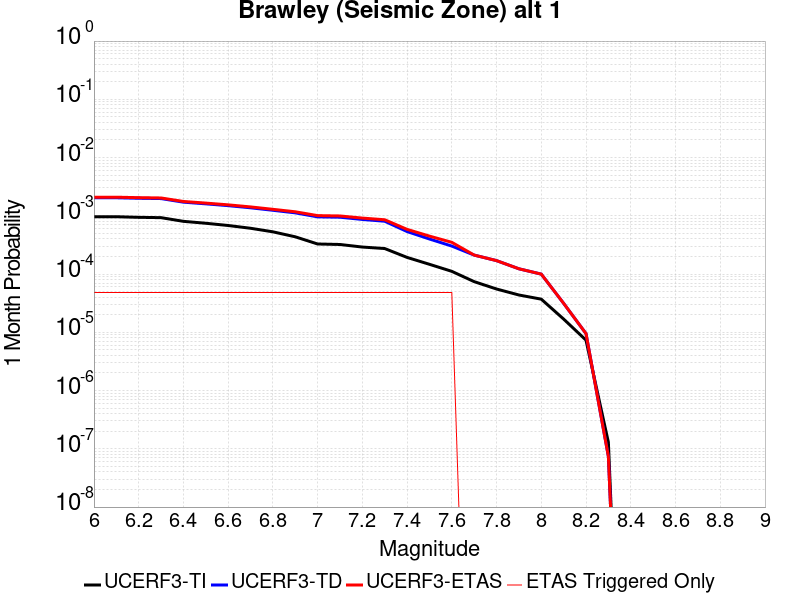 Brawley (Seismic Zone) alt 1
10^0
10^-1
10^-2
10^-3
10^-4
10^-5
10^-6
10^-7
10^-8
1 Month Probability
6 6.2 6.4 6.6 6.8 7 7.2 7.4 7.6 7.8 8 8.2 8.4 8.6 8.8 9
Magnitude
UCERF3-TI UCERF3-TD UCERF3-ETAS ETAS Triggered Only